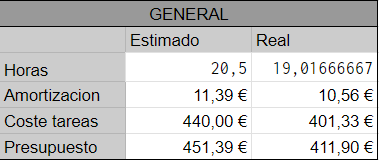 GENERAL
Estimado Real
Horas 20,5 19,01666667
Amortizacion 11,39 € 10,56 €
Coste tareas 440,00 € 401,33 €
Presupuesto 451,39 € 411,90 €